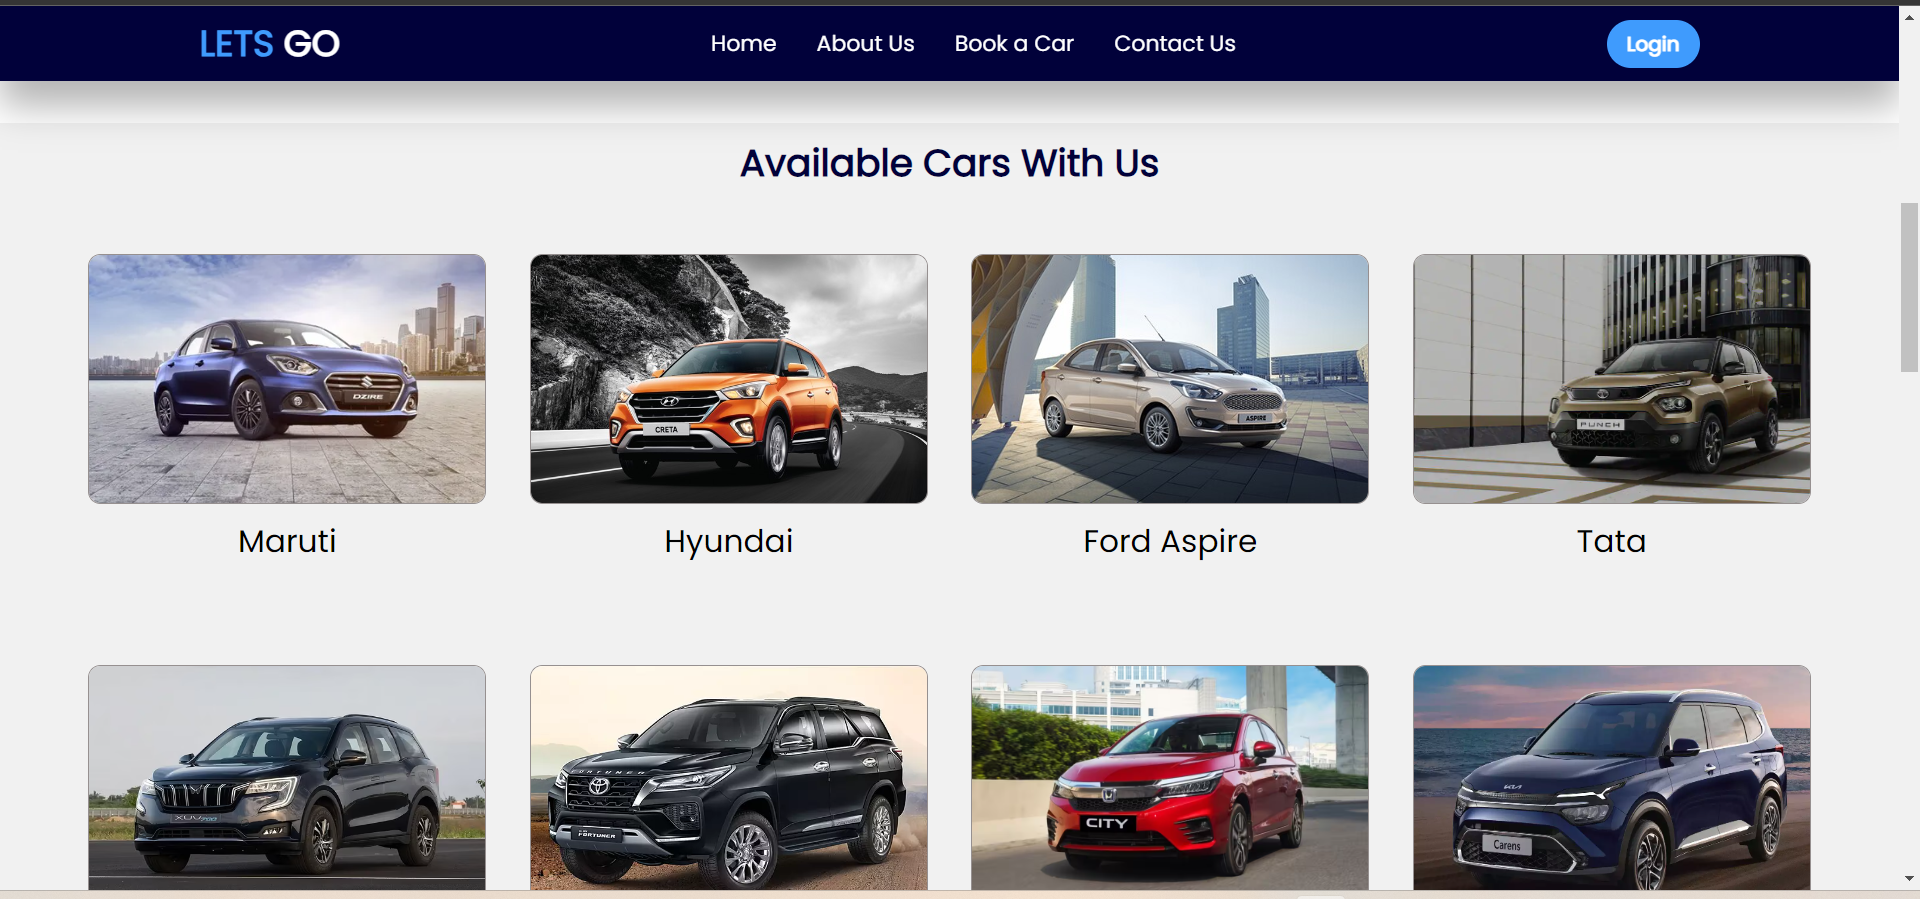 LETS GO
Home About Us Book a Car Contact Us
Login
Available Cars With Us
DZIRE
CRETA
ASPIRE
PUNCH
Maruti Hyundai Ford Aspire Tata
XUV700
FORTUNER
FORTUNER
CITY
KIA
Carens